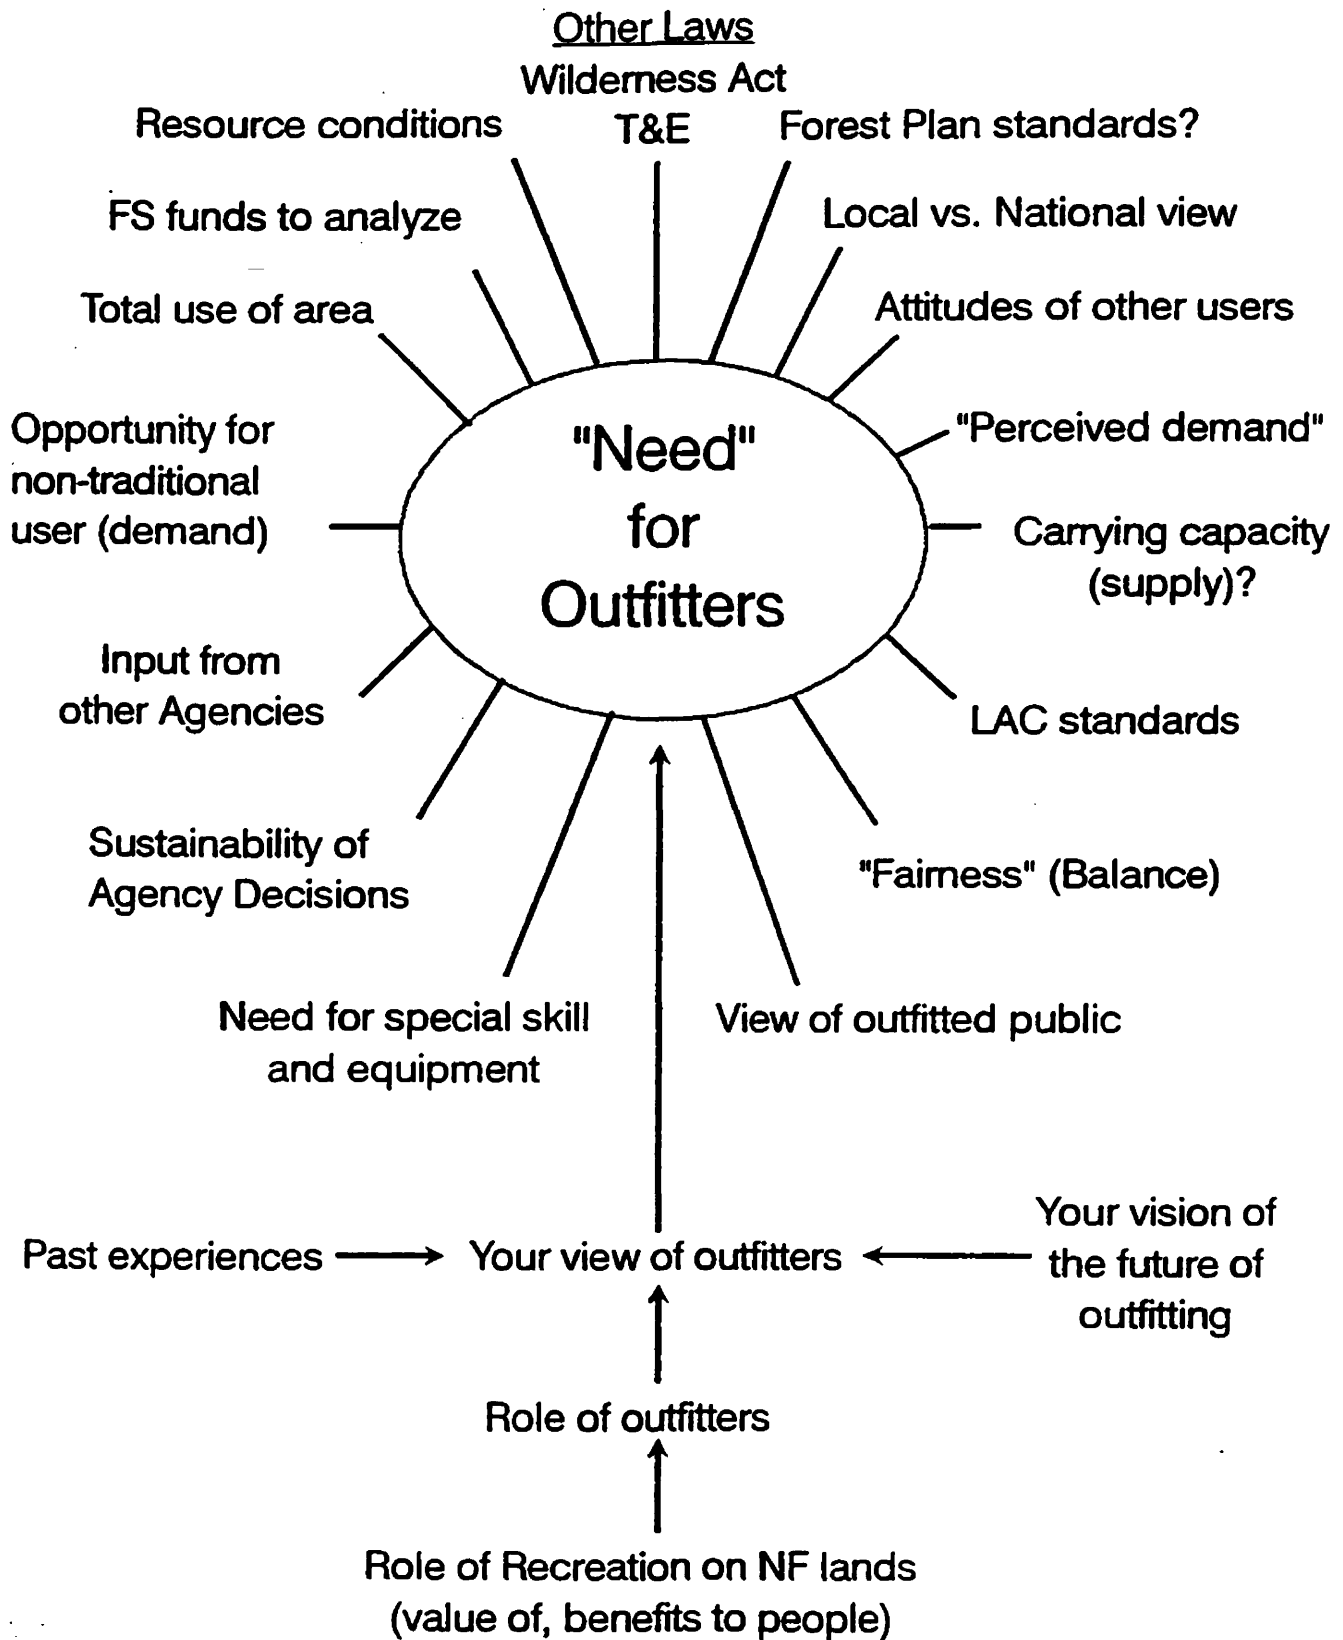 Other Laws
Wilderness Act
T&E
Resource conditions
Forest Plan standards?
FS funds to analyze
Local vs. National view
Total use of area
Attitudes of other users
Opportunity for
non-traditional
user (demand)
"Need"
for
Outfitters
"Perceived demand"
Carrying capacity
(supply)?
Input from
other Agencies
LAC standards
Sustainability of
Agency Decisions
"Fairness" (Balance)
Need for special skill
and equipment
View of outfitted public
Past experiences
Your view of outfitters
Your vision of
the future of
outfitting
Role of outfitters
Role of Recreation on NF lands
(value of, benefits to people)